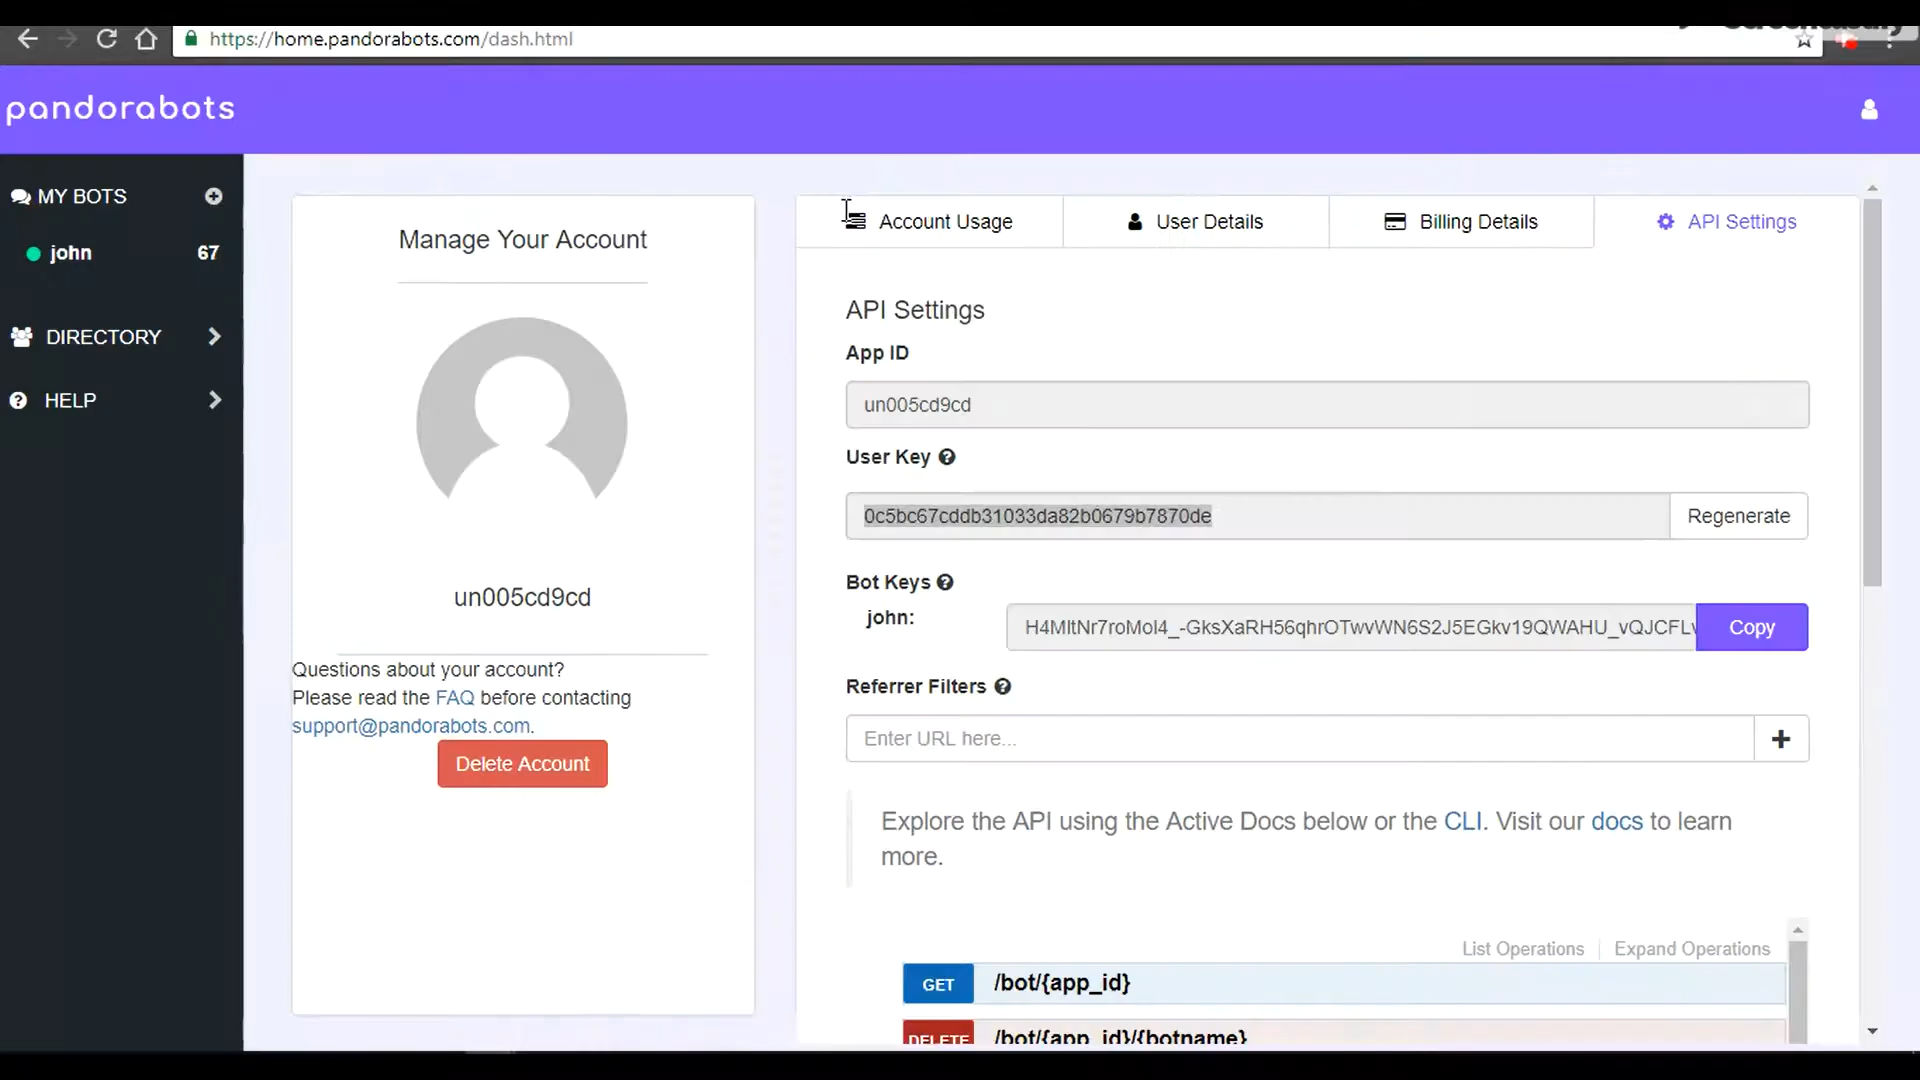 https://home.pandorabots.com/dash.html
pandorabots
MY BOTS
john 67
DIRECTORY
HELP
Manage Your Account
un005cd9cd
Questions about your account?
Please read the FAQ before contacting
support@pandorabots.com.
Delete Account
Account Usage
User Details
Billing Details
API Settings
API Settings
App ID
un005cd9cd
User Key
0c5bc67cddb31033da82b0679b7870de
Regenerate
Bot Keys
john:
H4MltNr7roMol4_-GksXaRH56qhrOTwvWN6S2J5EGkv19QWAHU_vQJCFLv
Copy
Referrer Filters
Enter URL here...
Explore the API using the Active Docs below or the CLI. Visit our docs to learn
more.
List Operations
Expand Operations
GET /bot/{app_id}
DELETE /bot/{app_id}/{botname}